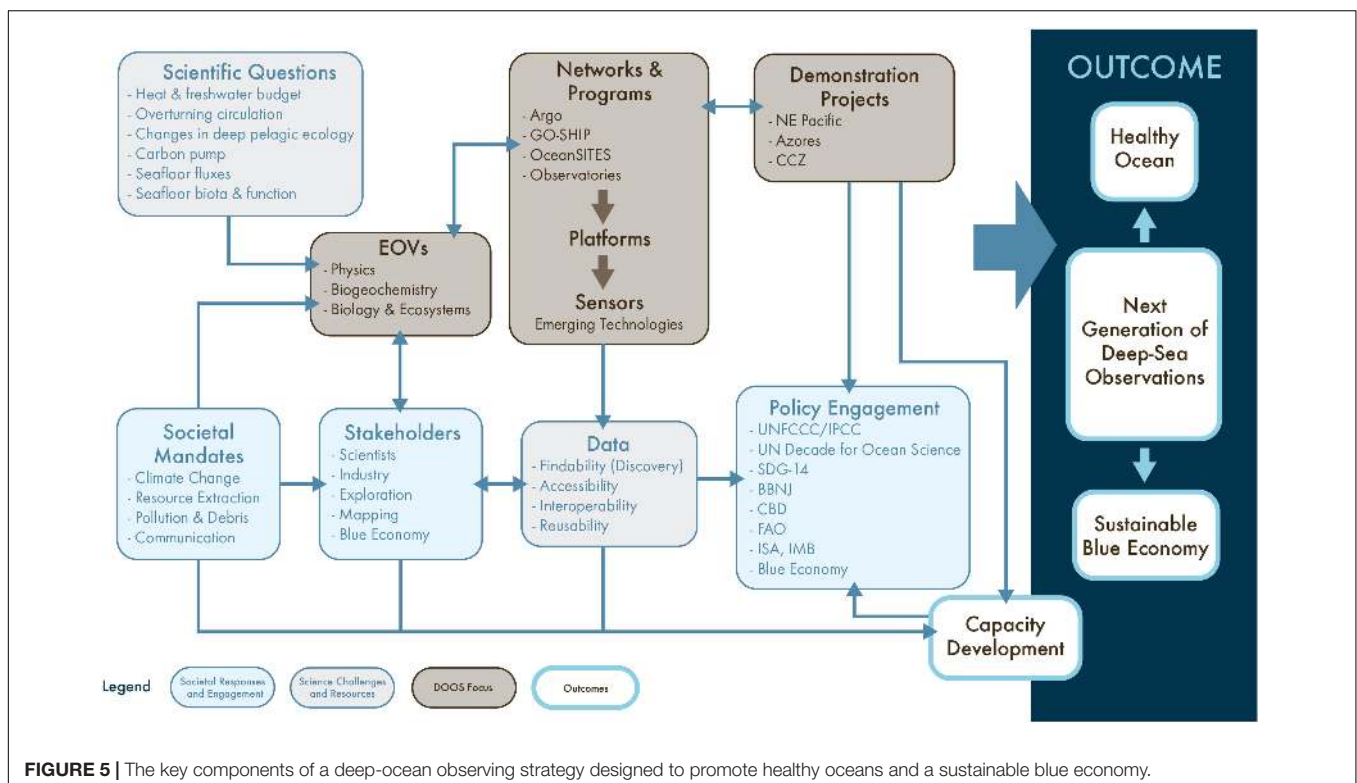 Scientific Questions
- Heat & freshwater budget
- Overturning circulation
- Changes in deep pelagic ecology
- Carbon pump
- Seafloor fluxes
- Seafloor biota & function
Networks &
Programs
- Argo
- GO-SHIP
- OceanSITES
- Observatories
Platforms
Sensors
Emerging Technologies
Demonstration
Projects
- NE Pacific
- Azores
- CCZ
EOVs
- Physics
- Biogeochemistry
- Biology & Ecosystems
Societal
Mandates
- Climate Change
- Resource Extraction
- Pollution & Debris
- Communication
Stakeholders
- Scientists
- Industry
- Exploration
- Mapping
- Blue Economy
Data
- Findability (Discovery)
- Accessibility
- Interoperability
- Reusability
Policy Engagement
- UNFCCC/IPCC
- UN Decade for Ocean Science
- SDG-14
- BBNJ
- CBD
- FAO
- ISA, IMB
- Blue Economy
Capacity
Development
OUTCOME
Healthy
Ocean
Next
Generation of
Deep-Sea
Observations
Sustainable
Blue Economy
Legend
Societal Responses
and Engagement
Science Challenges
and Resources
DOOS Focus
Outcomes
FIGURE 5 | The key components of a deep-ocean observing strategy designed to promote healthy oceans and a sustainable blue economy.